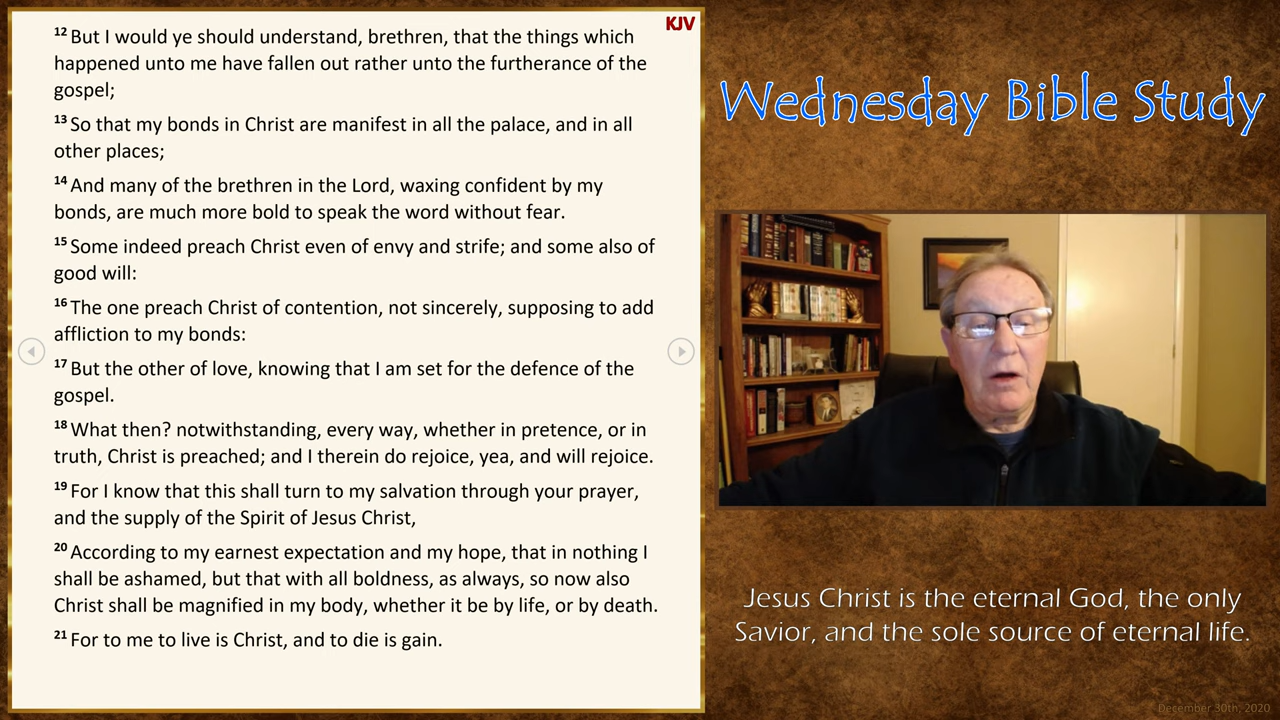 KJV
12 But I would ye should understand, brethren, that the things which
happened unto me have fallen out rather unto the furtherance of the
gospel;
13 So that my bonds in Christ are manifest in all the palace, and in all
other places;
14 And many of the brethren in the Lord, waxing confident by my
bonds, are much more bold to speak the word without fear.
15 Some indeed preach Christ even of envy and strife; and some also of
good will:
16 The one preach Christ of contention, not sincerely, supposing to add
affliction to my bonds:
17 But the other of love, knowing that I am set for the defence of the
gospel.
18 What then? notwithstanding, every way, whether in pretence, or in
truth, Christ is preached; and I therein do rejoice, yea, and will rejoice.
19 For I know that this shall turn to my salvation through your prayer,
and the supply of the Spirit of Jesus Christ,
20 According to my earnest expectation and my hope, that in nothing I
shall be ashamed, but that with all boldness, as always, so now also
Christ shall be magnified in my body, whether it be by life, or by death.
21 For to me to live is Christ, and to die is gain.
Wednesday Bible Study
Jesus Christ is the eternal God, the only
Savior, and the sole source of eternal life.
December 30th, 2020